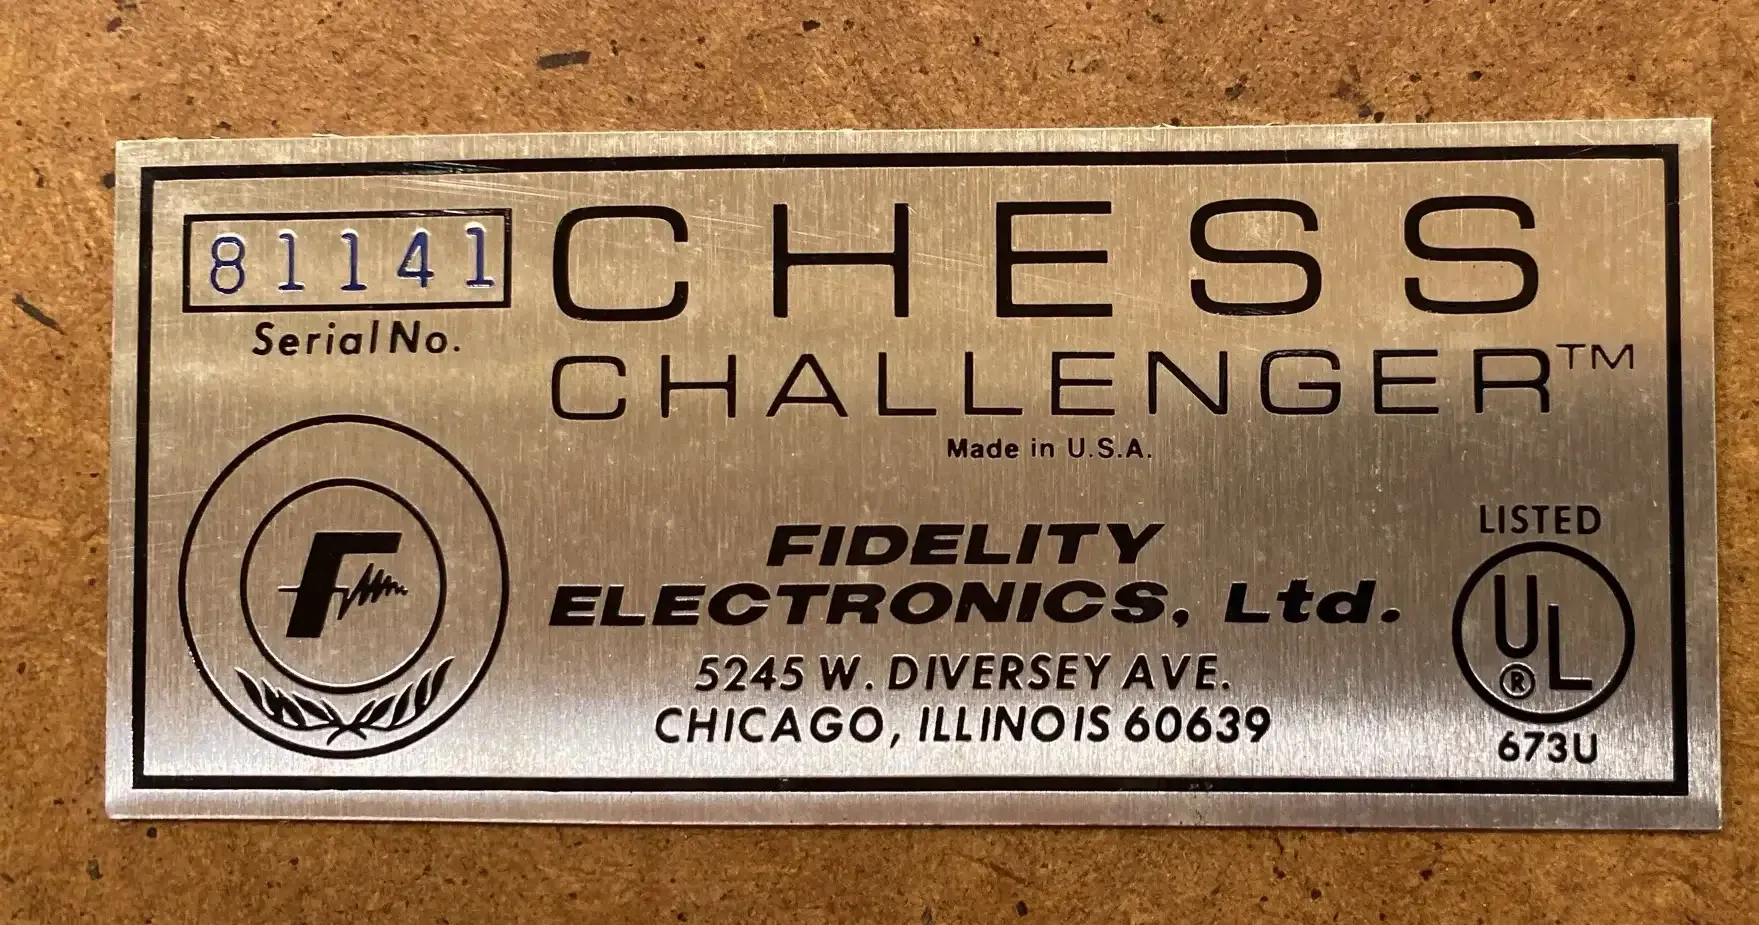 81141
Serial No.
CHESS
CHALLENGER™
Made in U.S.A.
F
FIDELITY
ELECTRONICS, Ltd.
5245 W. DIVERSEY AVE.
CHICAGO, ILLINOIS 60639
LISTED
UL®
673U